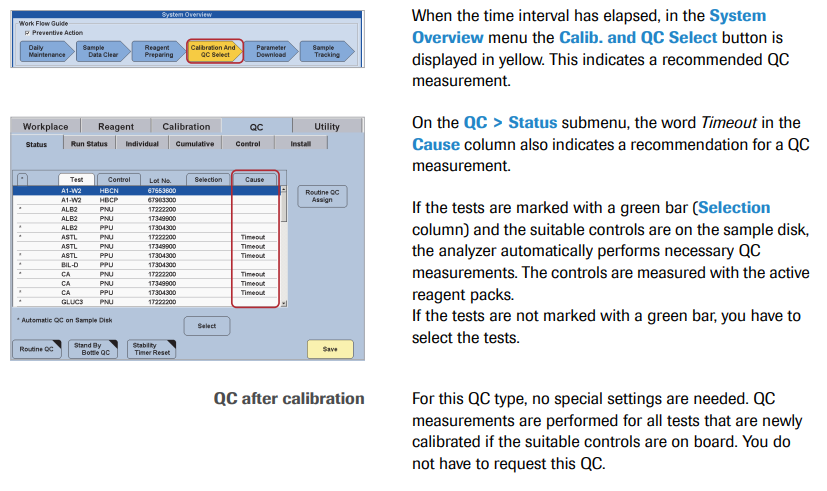 System Overview
Work Flow Guide
Preventive Action
Daily Maintenance
Sample Data Clear
Reagent Preparing
Calibration And QC Select
Parameter Download
Sample Tracking
When the time interval has elapsed, in the System
Overview menu the Calib. and QC Select button is
displayed in yellow. This indicates a recommended QC
measurement.
Workplace Reagent Calibration QC Utility
Status Run Status Individual Cumulative Control Install
* Test Control Lot No. Selection Cause
A1-W2 HBCN 67553600
A1-W2 HBCP 67983300
* ALB2 PNU 17222200
ALB2 PNU 17349900
* ALB2 PPU 17304300
* ASTL PNU 17222200 Timeout
ASTL PNU 17349900 Timeout
* ASTL PPU 17304300 Timeout
* BIL-D PPU 17304300
* CA PNU 17222200 Timeout
CA PNU 17349900 Timeout
* CA PPU 17304300 Timeout
* GLUC3 PNU 17222200
Routine QC Assign
* Automatic QC on Sample Disk
Select
Routine QC
Stand By Bottle QC
Stability Timer Reset
Save
On the QC > Status submenu, the word Timeout in the
Cause column also indicates a recommendation for a QC
measurement.
If the tests are marked with a green bar (Selection
column) and the suitable controls are on the sample disk,
the analyzer automatically performs necessary QC
measurements. The controls are measured with the active
reagent packs.
If the tests are not marked with a green bar, you have to
select the tests.
QC after calibration
For this QC type, no special settings are needed. QC
measurements are performed for all tests that are newly
calibrated if the suitable controls are on board. You do
not have to request this QC.